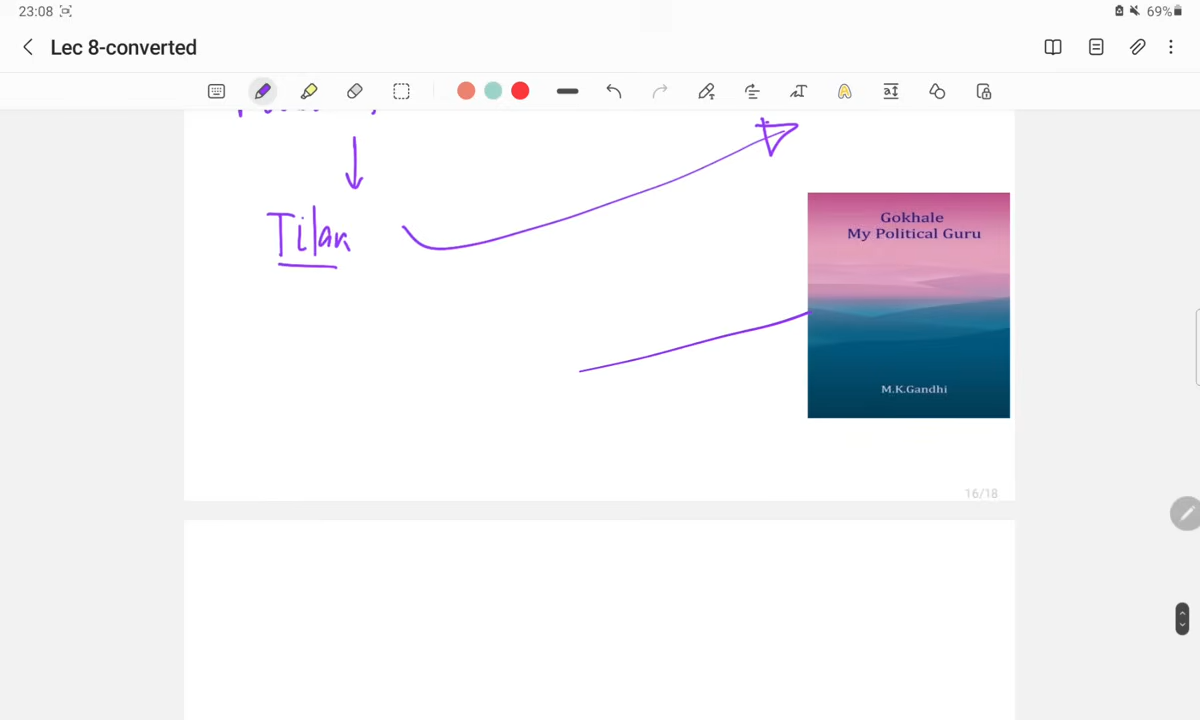 23:08
69%
Lec 8-converted
Tilak
Gokhale
My Political Guru
M.K.Gandhi
16/18